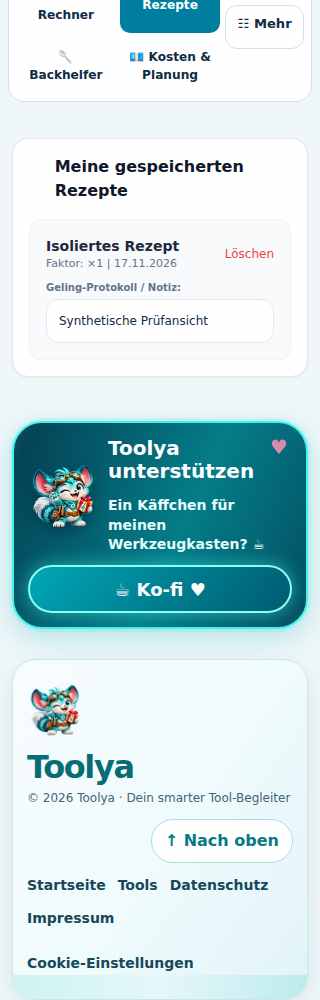 Rechner
Rezepte
☷ Mehr
🥄
Backhelfer
💶 Kosten &
Planung
Meine gespeicherten
Rezepte
Isoliertes Rezept
Faktor: ×1 | 17.11.2026
Löschen
Geling-Protokoll / Notiz:
Synthetische Prüfansicht
Toolya
unterstützen
♥
Ein Käffchen für
meinen
Werkzeugkasten? ☕
☕ Ko-fi ♥
Toolya
© 2026 Toolya · Dein smarter Tool-Begleiter
↑ Nach oben
Startseite Tools Datenschutz
Impressum
Cookie-Einstellungen